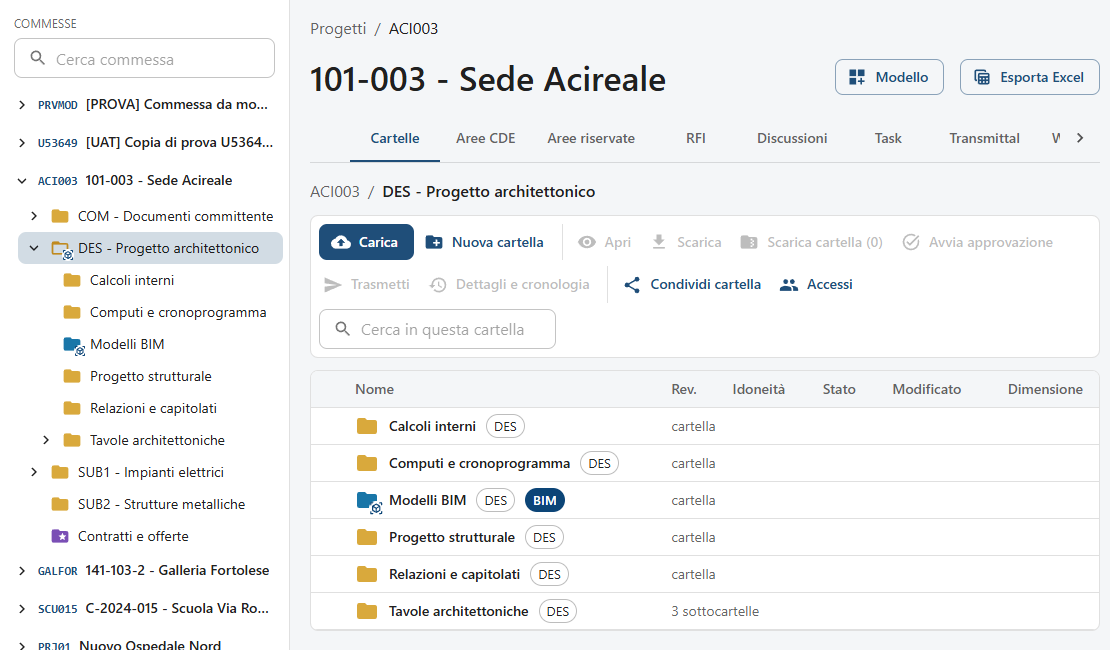 COMMESSE
Cerca commessa
PRVMOD [PROVA] Commessa da mo...
U53649 [UAT] Copia di prova U5364...
ACI003 101-003 - Sede Acireale
COM - Documenti committente
DES - Progetto architettonico
Calcoli interni
Computi e cronoprogramma
Modelli BIM
Progetto strutturale
Relazioni e capitolati
Tavole architettoniche
SUB1 - Impianti elettrici
SUB2 - Strutture metalliche
Contratti e offerte
GALFOR 141-103-2 - Galleria Fortolese
SCU015 C-2024-015 - Scuola Via Ro...
PRJ01 Nuovo Ospedale Nord
Progetti / ACI003
101-003 - Sede Acireale
Modello
Esporta Excel
Cartelle Aree CDE Aree riservate RFI Discussioni Task Transmittal
ACI003 / DES - Progetto architettonico
Carica Nuova cartella Apri Scarica Scarica cartella (0) Avvia approvazione
Trasmetti Dettagli e cronologia Condividi cartella Accessi
Cerca in questa cartella
Nome Rev. Idoneità Stato Modificato Dimensione
Calcoli interni DES cartella
Computi e cronoprogramma DES cartella
Modelli BIM DES BIM cartella
Progetto strutturale DES cartella
Relazioni e capitolati DES cartella
Tavole architettoniche DES 3 sottocartelle